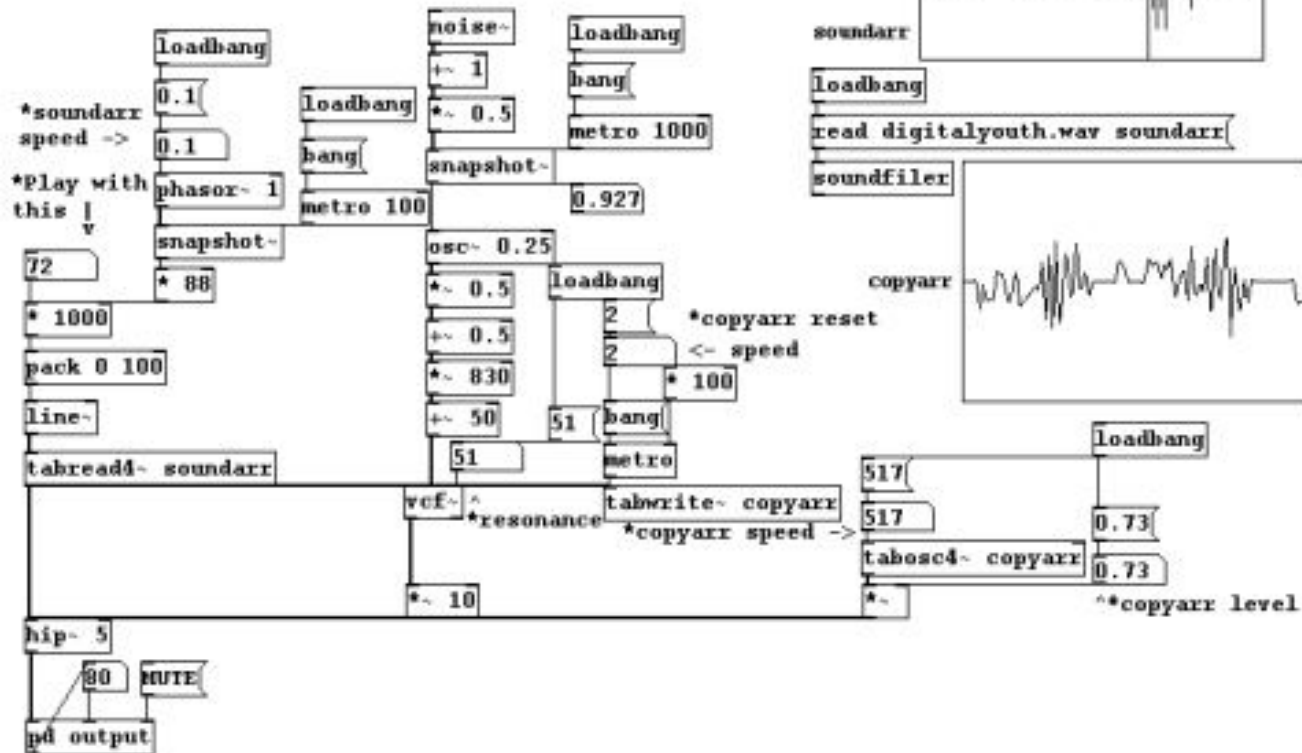 noise~
loadbang
soundarr
loadbang
+~ 1
bang
loadbang
0.1
loadbang
*~ 0.5
metro 1000
read digitalyouth.wav soundarr
*soundarr
speed ->
0.1
bang
snapshot~
soundfiler
*Play with
this |
v
phasor~ 1
metro 100
0.927
snapshot~
osc~ 0.25
72
* 88
*~ 0.5
loadbang
copyarr
* 1000
+~ 0.5
2
*copyarr reset
<- speed
2
pack 0 100
*~ 830
* 100
line~
+~ 50
51
bang
loadbang
tabread4~ soundarr
51
metro
517
vcf~
^
*resonance
tabwrite~ copyarr
*copyarr speed ->
517
0.73
tabosc4~ copyarr
0.73
*~ 10
*~
^*copyarr level
hip~ 5
80
MUTE
pd output